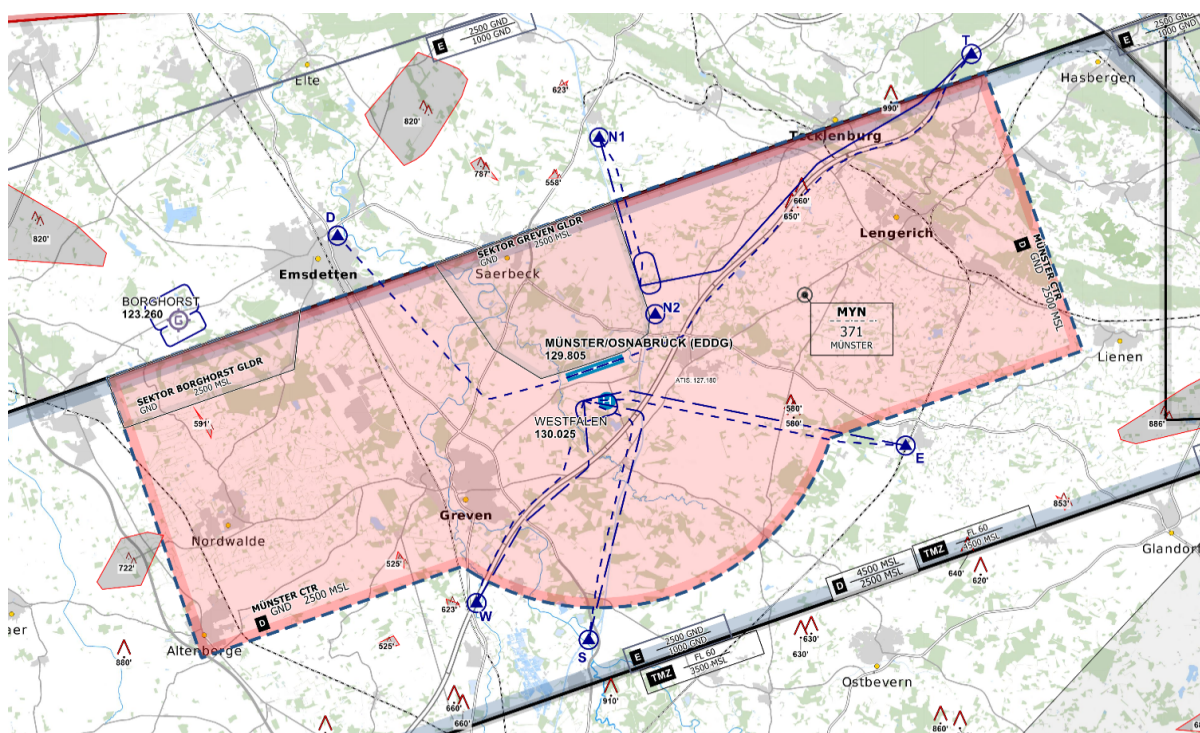 2500 GND
1000 GND
E
T
2500 GND
1000 GND
E
Hasbergen
Elte
623'
990'
820'
N1
Tecklenburg
787'
558'
660'
650'
D
820'
SEKTOR GREVEN GLDR
GND 2500 MSL
Lengerich
Emsdetten
Saerbeck
D
MÜNSTER CTR
GND 2500 MSL
BORGHORST
123.260
G
N2
MYN
371
MÜNSTER
MÜNSTER/OSNABRÜCK (EDDG)
129.805
Lienen
SEKTOR BORGHORST GLDR
GND 2500 MSL
ATIS. 127.180
WESTFALEN
130.025
580'
580'
591'
886'
E
Greven
853'
Nordwalde
FL 60
3500 MSL
TMZ
Glandorf
722'
525'
4500 MSL
2500 MSL
D
640'
620'
MÜNSTER CTR
GND 2500 MSL
D
623'
W
aer
Altenberge
880'
525'
S
2500 GND
1000 GND
E
FL 60
3500 MSL
TMZ
630'
630'
Ostbevern
910'
660'
660'
860'